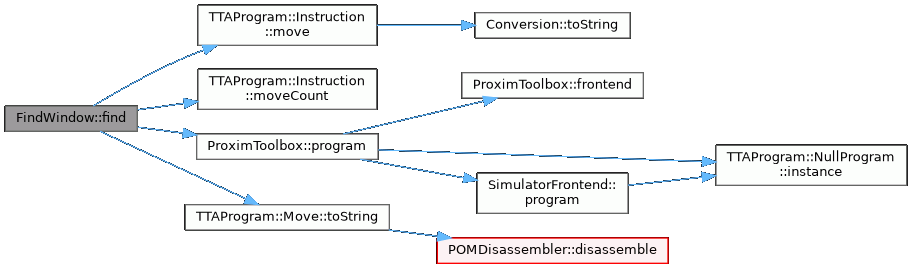 TTAProgram::Instruction
::move
Conversion::toString
TTAProgram::Instruction
::moveCount
ProximToolbox::frontend
FindWindow::find
ProximToolbox::program
TTAProgram::NullProgram
::instance
SimulatorFrontend::
program
TTAProgram::Move::toString
POMDisassembler::disassemble